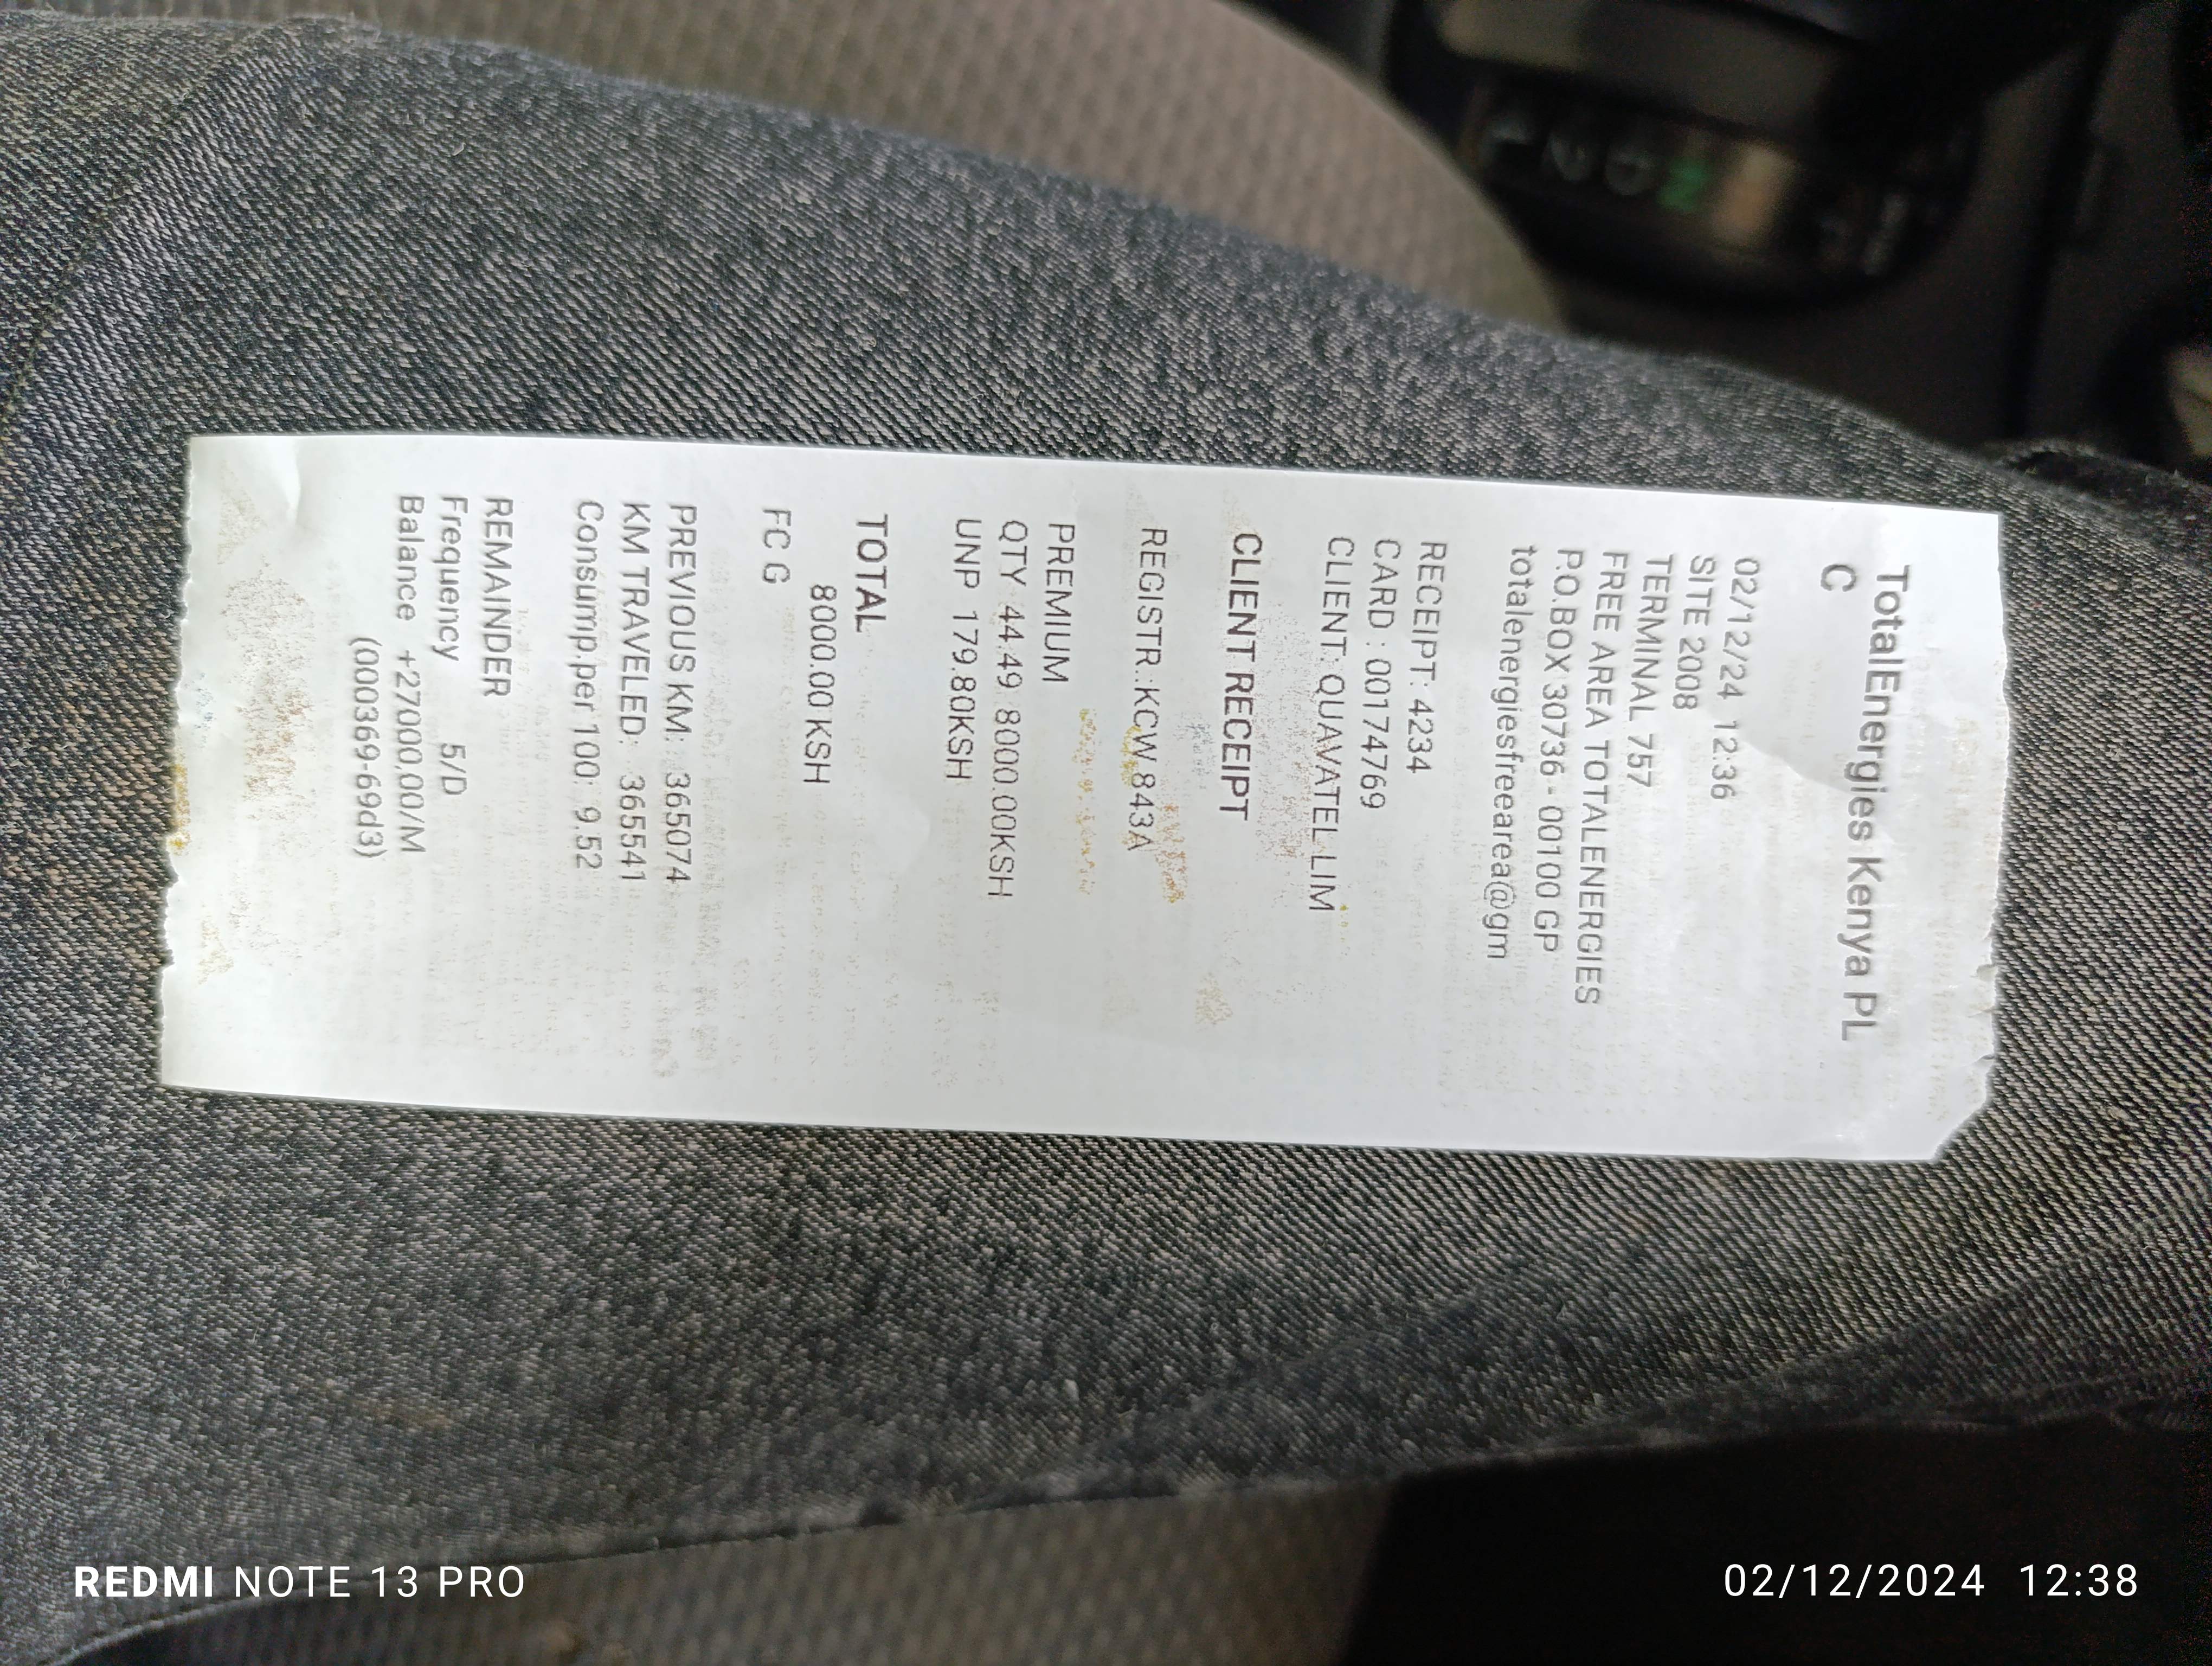 TotalEnergies Kenya PL
C
02/12/24 12:36
SITE 2008
TERMINAL 757
FREE AREA TOTALENERGIES
P.O.BOX 30736 - 00100 GP
totalenergiesfreearea@gm
RECEIPT: 4234
CARD : 00174769
CLIENT: QUAVATEL LIM
CLIENT RECEIPT
REGISTR.:KCW 843A
PREMIUM
QTY 44.49 8000.00KSH
UNP 179.80KSH
TOTAL
8000.00 KSH
FC G
PREVIOUS KM: 365074
KM TRAVELED: 365541
Consump.per 100: 9.52
REMAINDER
Frequency 5/D
Balance +27000.00/M
(000369-69d3)
REDMI NOTE 13 PRO
02/12/2024 12:38